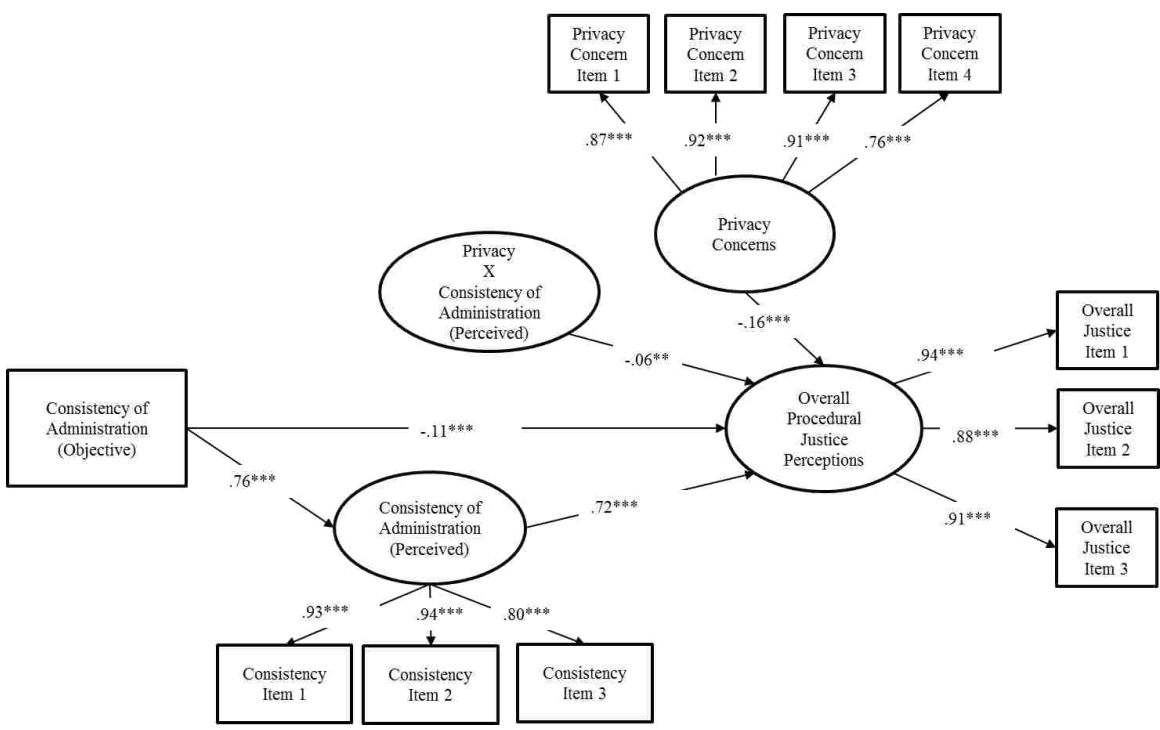 Privacy
Concern
Item 1
Privacy
Concern
Item 2
Privacy
Concern
Item 3
Privacy
Concern
Item 4
.87***
.92***
.91***
.76***
Privacy
Concerns
Privacy
X
Consistency of
Administration
(Perceived)
-.16***
-.06**
Overall
Justice
Item 1
.94***
Consistency of
Administration
(Objective)
-.11***
Overall
Procedural
Justice
Perceptions
.88***
Overall
Justice
Item 2
.76***
Consistency of
Administration
(Perceived)
.72***
.91***
Overall
Justice
Item 3
.93***
.94***
.80***
Consistency
Item 1
Consistency
Item 2
Consistency
Item 3